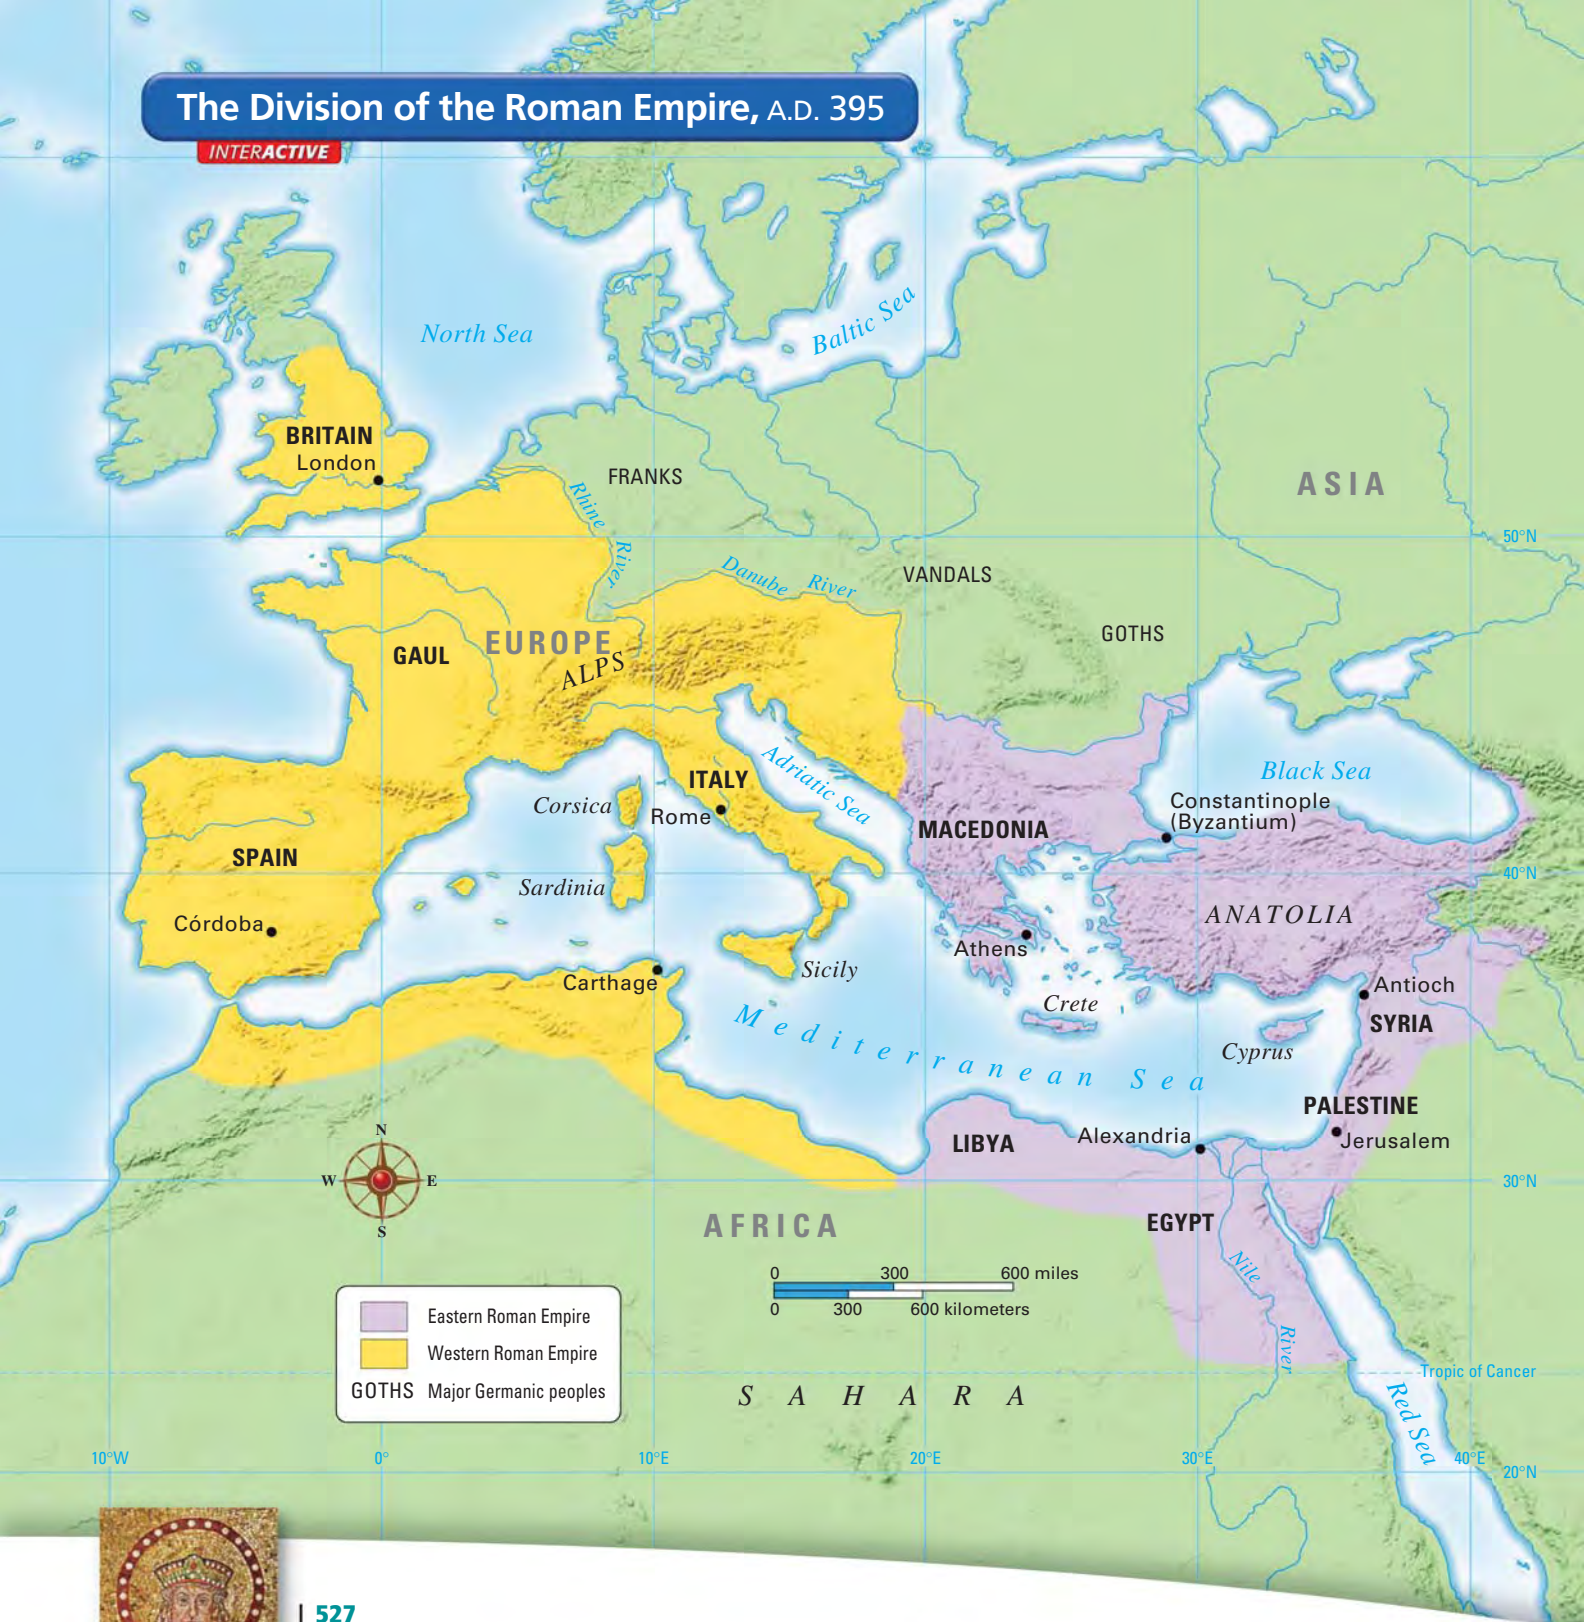 The Division of the Roman Empire, A.D. 395
INTERACTIVE
North Sea
Baltic Sea
BRITAIN
London
FRANKS
ASIA
Rhine
River
50°N
Danube River
VANDALS
GOTHS
EUROPE
GAUL
ALPS
Adriatic Sea
ITALY
Black Sea
Corsica
Rome
Constantinople
(Byzantium)
MACEDONIA
SPAIN
40°N
Sardinia
ANATOLIA
Córdoba
Athens
Sicily
Carthage
Antioch
Crete
SYRIA
Mediterranean Sea
Cyprus
PALESTINE
Alexandria
Jerusalem
LIBYA
N
W E
S
30°N
AFRICA
EGYPT
Nile
River
0 300 600 miles
0 300 600 kilometers
Eastern Roman Empire
Western Roman Empire
GOTHS Major Germanic peoples
Tropic of Cancer
SAHARA
Red Sea
10°W 0° 10°E 20°E 30°E 40°E
20°N
527